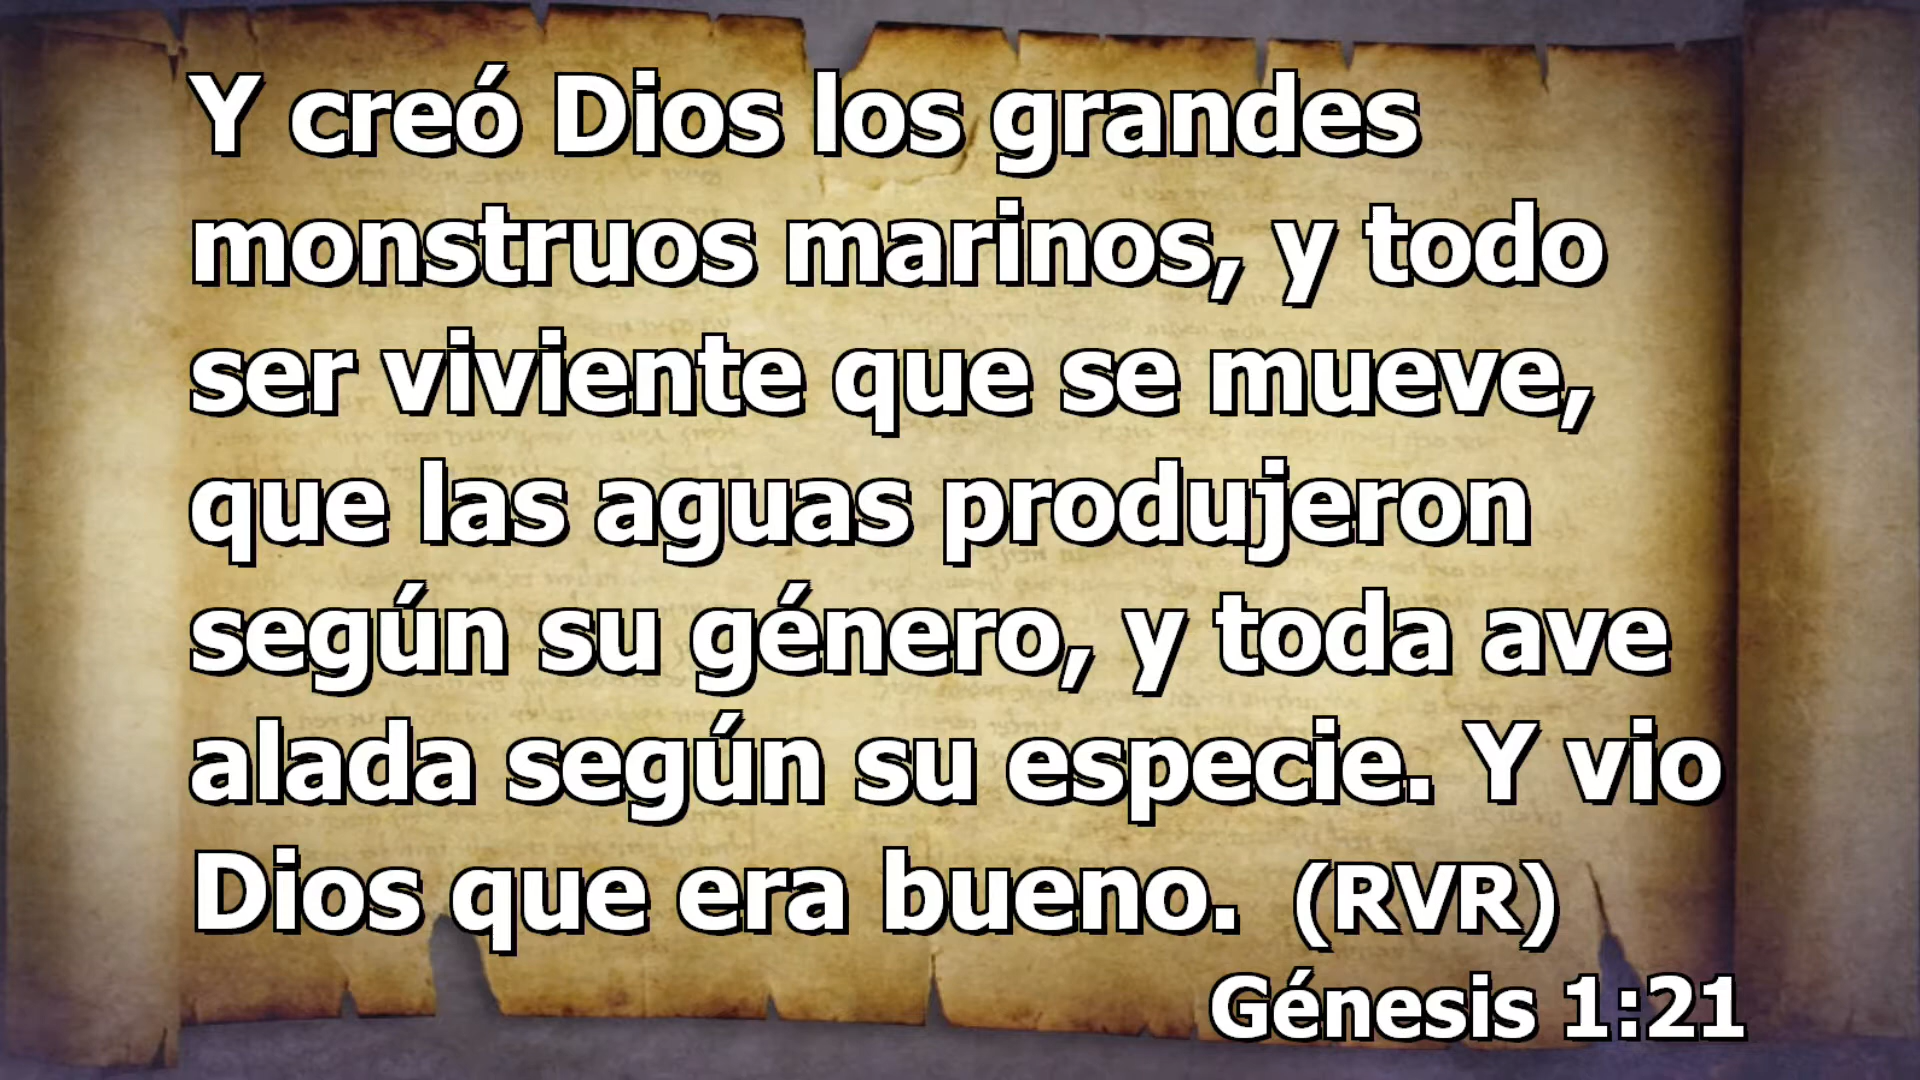 Y creó Dios los grandes
monstruos marinos, y todo
ser viviente que se mueve,
que las aguas produjeron
según su género, y toda ave
alada según su especie. Y vio
Dios que era bueno. (RVR)
Génesis 1:21